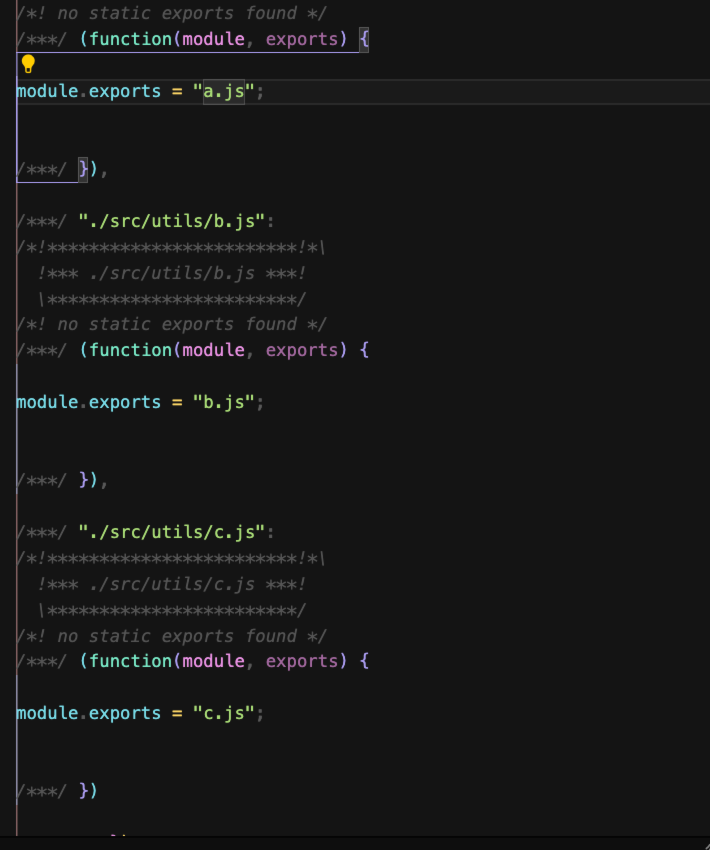 /*! no static exports found */
/***/ (function(module, exports) {
module.exports = "a.js";
/***/ }),
/***/ "./src/utils/b.js":
/*!************************!*\
!*** ./src/utils/b.js ***!
\************************/
/*! no static exports found */
/***/ (function(module, exports) {
module.exports = "b.js";
/***/ }),
/***/ "./src/utils/c.js":
/*!************************!*\
!*** ./src/utils/c.js ***!
\************************/
/*! no static exports found */
/***/ (function(module, exports) {
module.exports = "c.js";
/***/ })